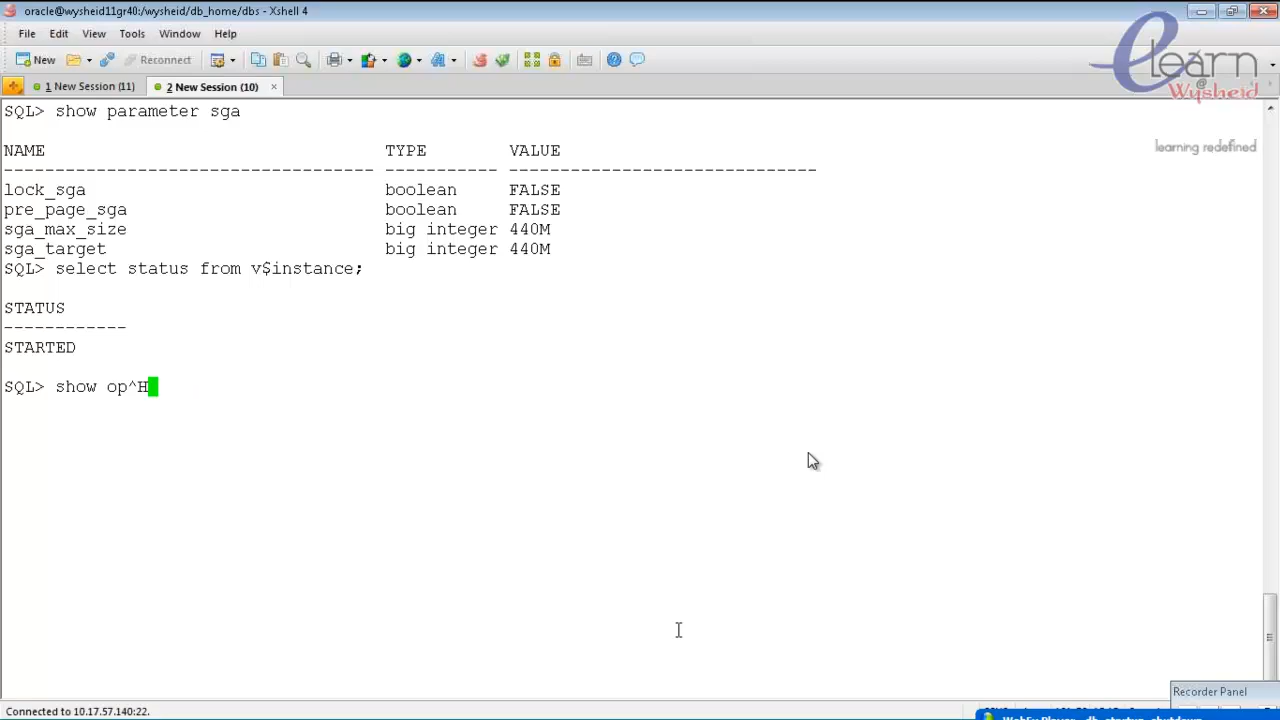 oracle@wysheid11gr40:/wysheid/db_home/dbs - Xshell 4
File Edit View Tools Window Help
New Reconnect
1 New Session (11) 2 New Session (10) ×
elearn
@
Wysheid
learning redefined
SQL> show parameter sga
NAME TYPE VALUE
------------------------------------ ----------- ------------------------------
lock_sga boolean FALSE
pre_page_sga boolean FALSE
sga_max_size big integer 440M
sga_target big integer 440M
SQL> select status from v$instance;
STATUS
------------
STARTED
SQL> show op^H
Recorder Panel
Connected to 10.17.57.140:22.